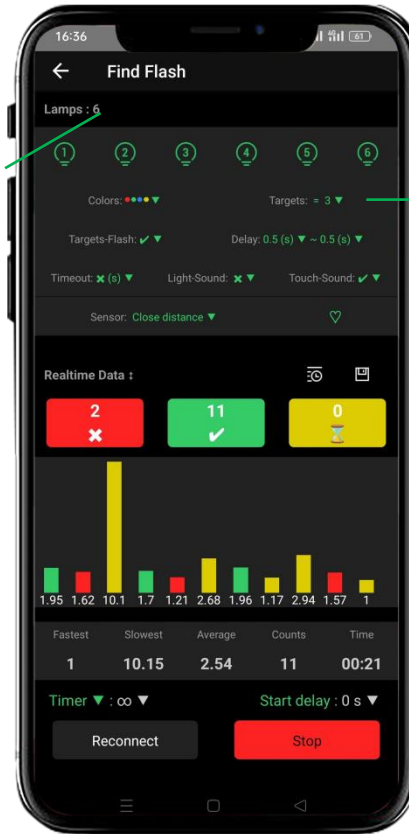 16:36 4G 61
Find Flash
Lamps : 6
1 2 3 4 5 6
Colors: Targets: = 3
Targets-Flash: Delay: 0.5 (s) ~ 0.5 (s)
Timeout: (s) Light-Sound: Touch-Sound:
Sensor: Close distance
Realtime Data :
2 11 0
1.95 1.62 10.1 1.7 1.21 2.68 1.96 1.17 2.94 1.57 1
Fastest Slowest Average Counts Time
1 10.15 2.54 11 00:21
Timer : ∞ Start delay : 0 s
Reconnect Stop